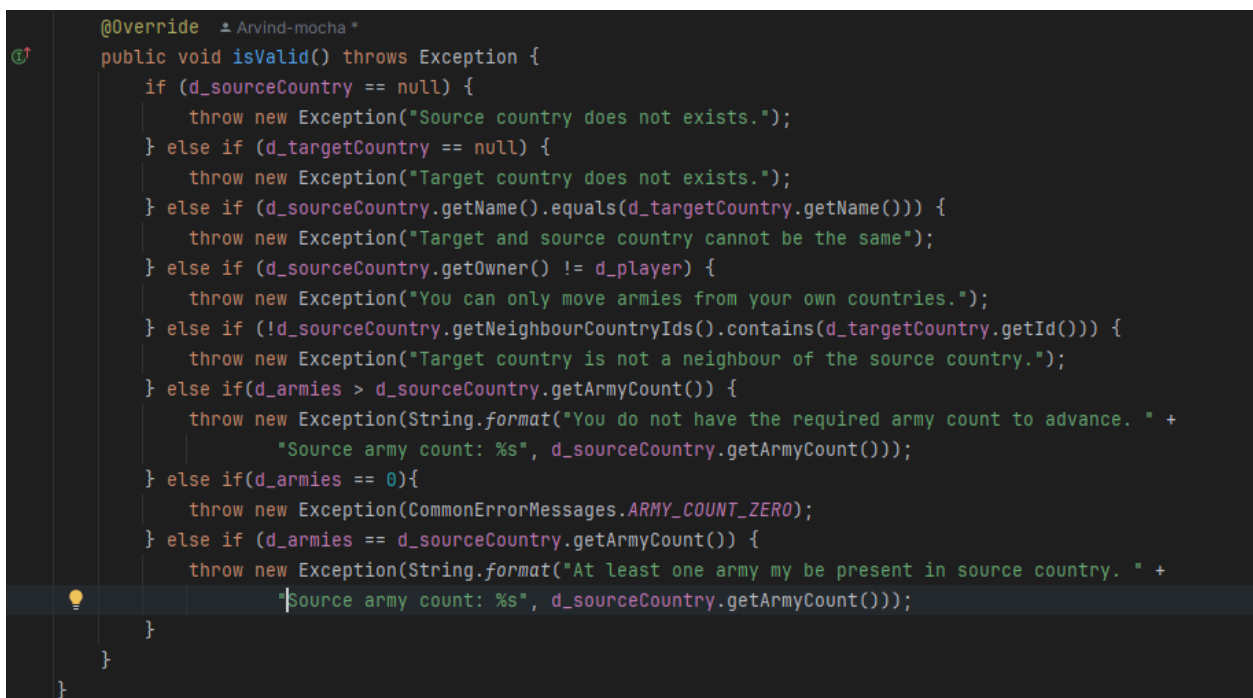 @Override Arvind-mocha *
public void isValid() throws Exception {
if (d_sourceCountry == null) {
throw new Exception("Source country does not exists.");
} else if (d_targetCountry == null) {
throw new Exception("Target country does not exists.");
} else if (d_sourceCountry.getName().equals(d_targetCountry.getName())) {
throw new Exception("Target and source country cannot be the same");
} else if (d_sourceCountry.getOwner() != d_player) {
throw new Exception("You can only move armies from your own countries.");
} else if (!d_sourceCountry.getNeighbourCountryIds().contains(d_targetCountry.getId())) {
throw new Exception("Target country is not a neighbour of the source country.");
} else if(d_armies > d_sourceCountry.getArmyCount()) {
throw new Exception(String.format("You do not have the required army count to advance. " +
"Source army count: %s", d_sourceCountry.getArmyCount()));
} else if(d_armies == 0){
throw new Exception(CommonErrorMessages.ARMY_COUNT_ZERO);
} else if (d_armies == d_sourceCountry.getArmyCount()) {
throw new Exception(String.format("At least one army my be present in source country. " +
"Source army count: %s", d_sourceCountry.getArmyCount()));
}
}
}